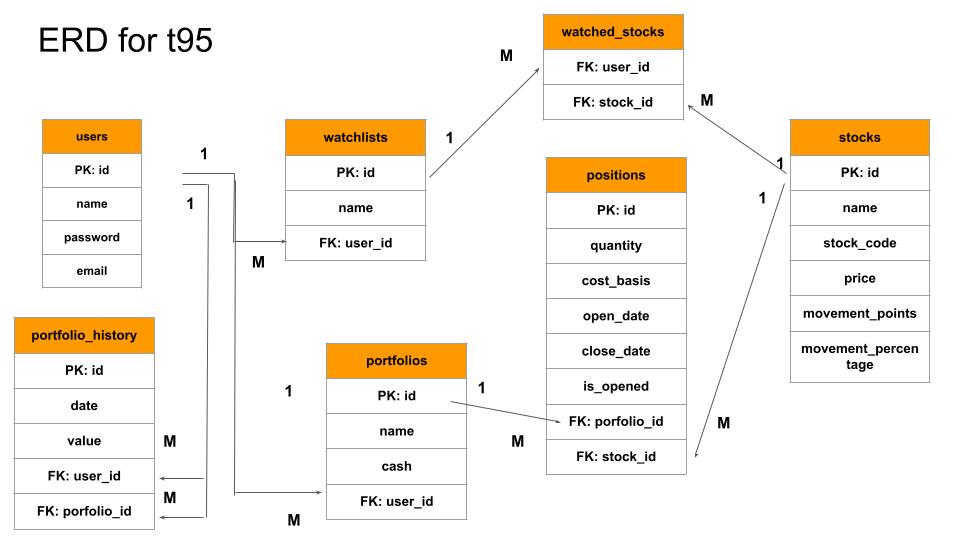 ERD for t95
users
PK: id
name
password
email
1
1
watchlists
PK: id
name
FK: user_id
M
1
M
watched_stocks
FK: user_id
FK: stock_id
M
1
1
stocks
PK: id
name
stock_code
price
movement_points
movement_percen
tage
positions
PK: id
quantity
cost_basis
open_date
close_date
is_opened
FK: porfolio_id
FK: stock_id
M
portfolio_history
PK: id
date
value
FK: user_id
FK: porfolio_id
M
M
1
portfolios
PK: id
name
cash
FK: user_id
M
1
M